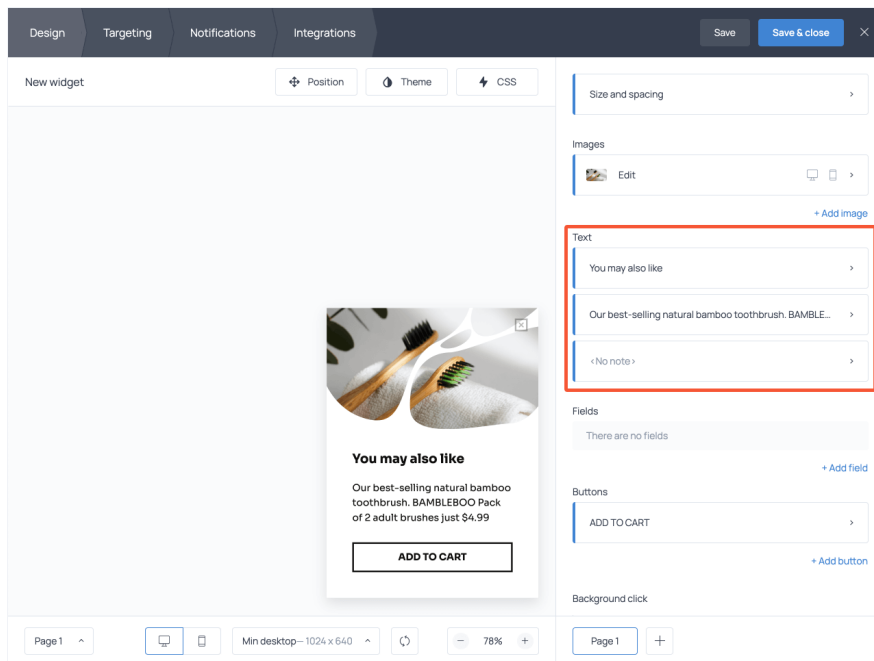 Design
Targeting
Notifications
Integrations
Save
Save & close
New widget
Position
Theme
CSS
Size and spacing
Images
Edit
+ Add image
Text
You may also like
Our best-selling natural bamboo toothbrush. BAMBLE...
<No note>
Fields
There are no fields
+ Add field
Buttons
ADD TO CART
+ Add button
Background click
You may also like
Our best-selling natural bamboo
toothbrush. BAMBLEBOO Pack
of 2 adult brushes just $4.99
ADD TO CART
Page 1
Min desktop— 1024 x 640
78%
Page 1